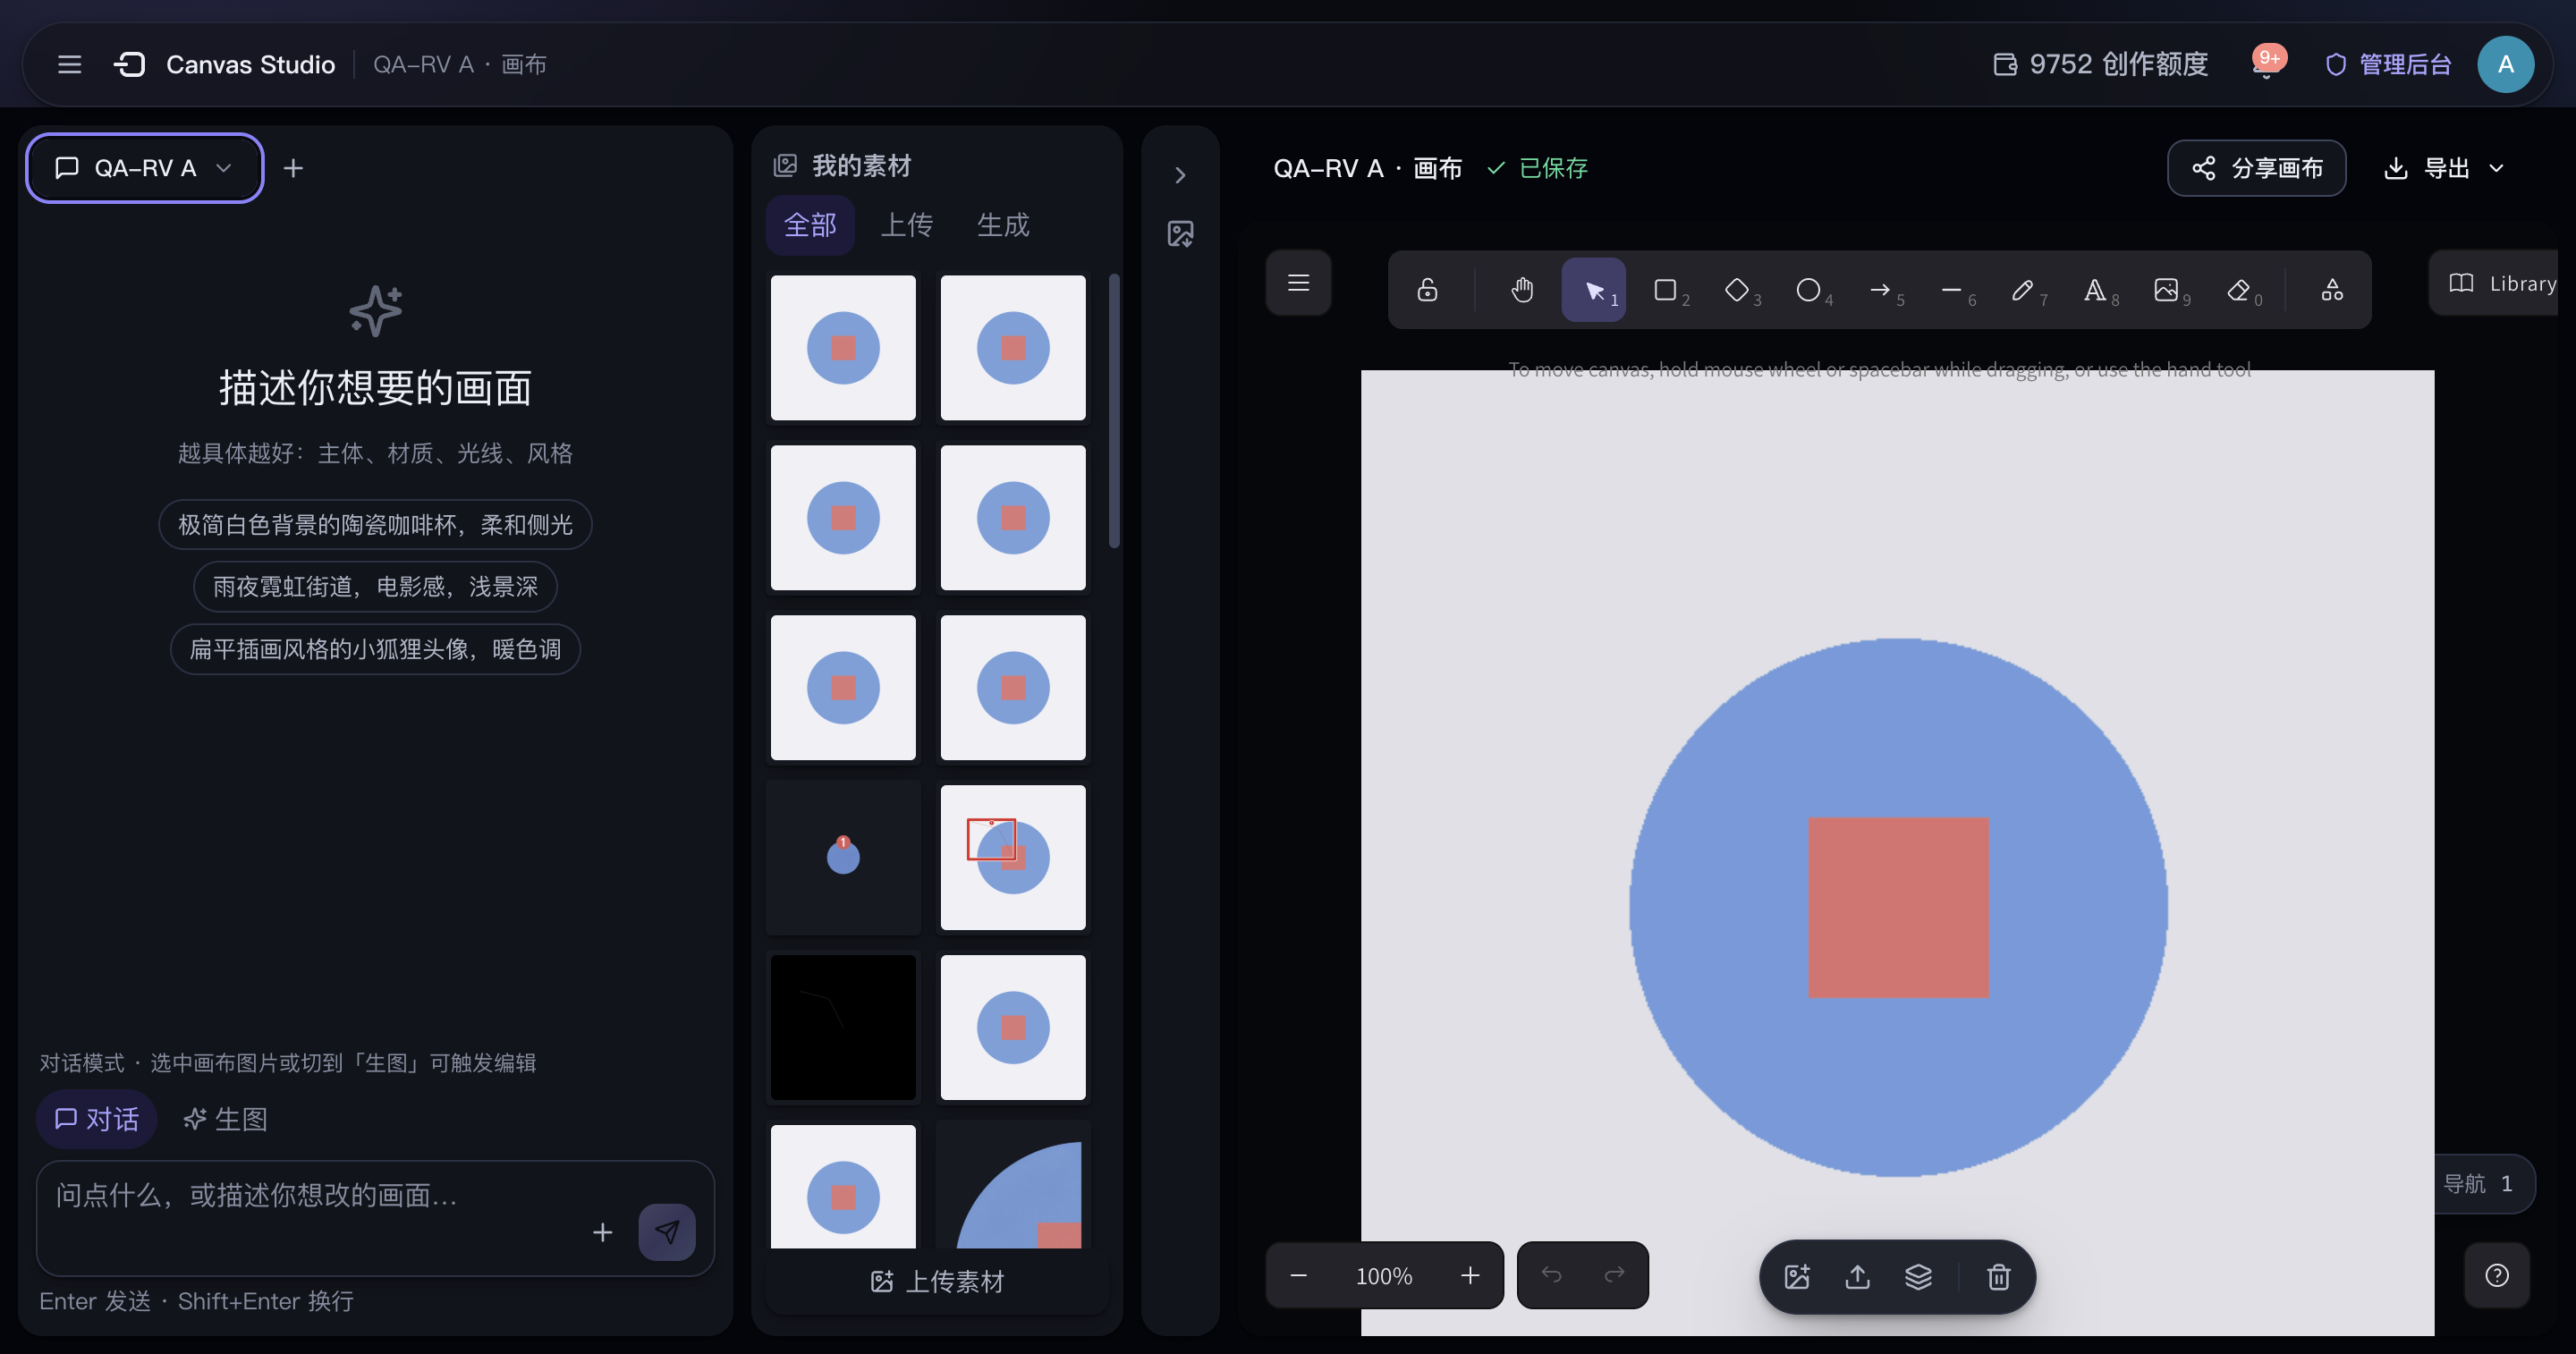 Canvas Studio
QA-RV A · 画布
9752 创作额度
9+
管理后台
A
QA-RV A
描述你想要的画面
越具体越好：主体、材质、光线、风格
极简白色背景的陶瓷咖啡杯，柔和侧光
雨夜霓虹街道，电影感，浅景深
扁平插画风格的小狐狸头像，暖色调
对话模式 · 选中画布图片或切到「生图」可触发编辑
对话 生图
问点什么，或描述你想改的画面...
Enter 发送 · Shift+Enter 换行
我的素材
全部 上传 生成
1
上传素材
QA-RV A · 画布 已保存
分享画布 导出
1 2 3 4 5 6 7 A 8 9 0
Library
To move canvas, hold mouse wheel or spacebar while dragging, or use the hand tool
导航 1
100%